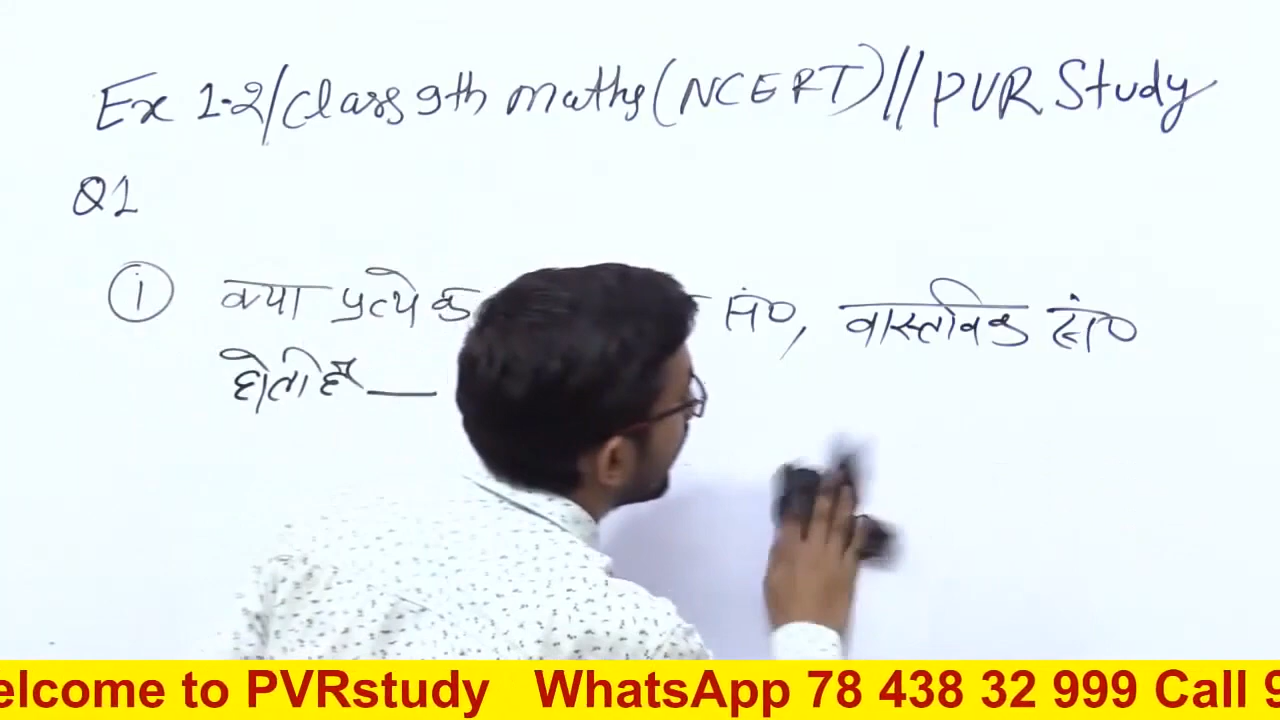 Ex 1.2/Class 9th maths (NCERT)//PVR Study
Q1
i क्या प्रत्येक सं०, वास्तविक सं०
होती है __
elcome to PVRstudy WhatsApp 78 438 32 999 Call 9